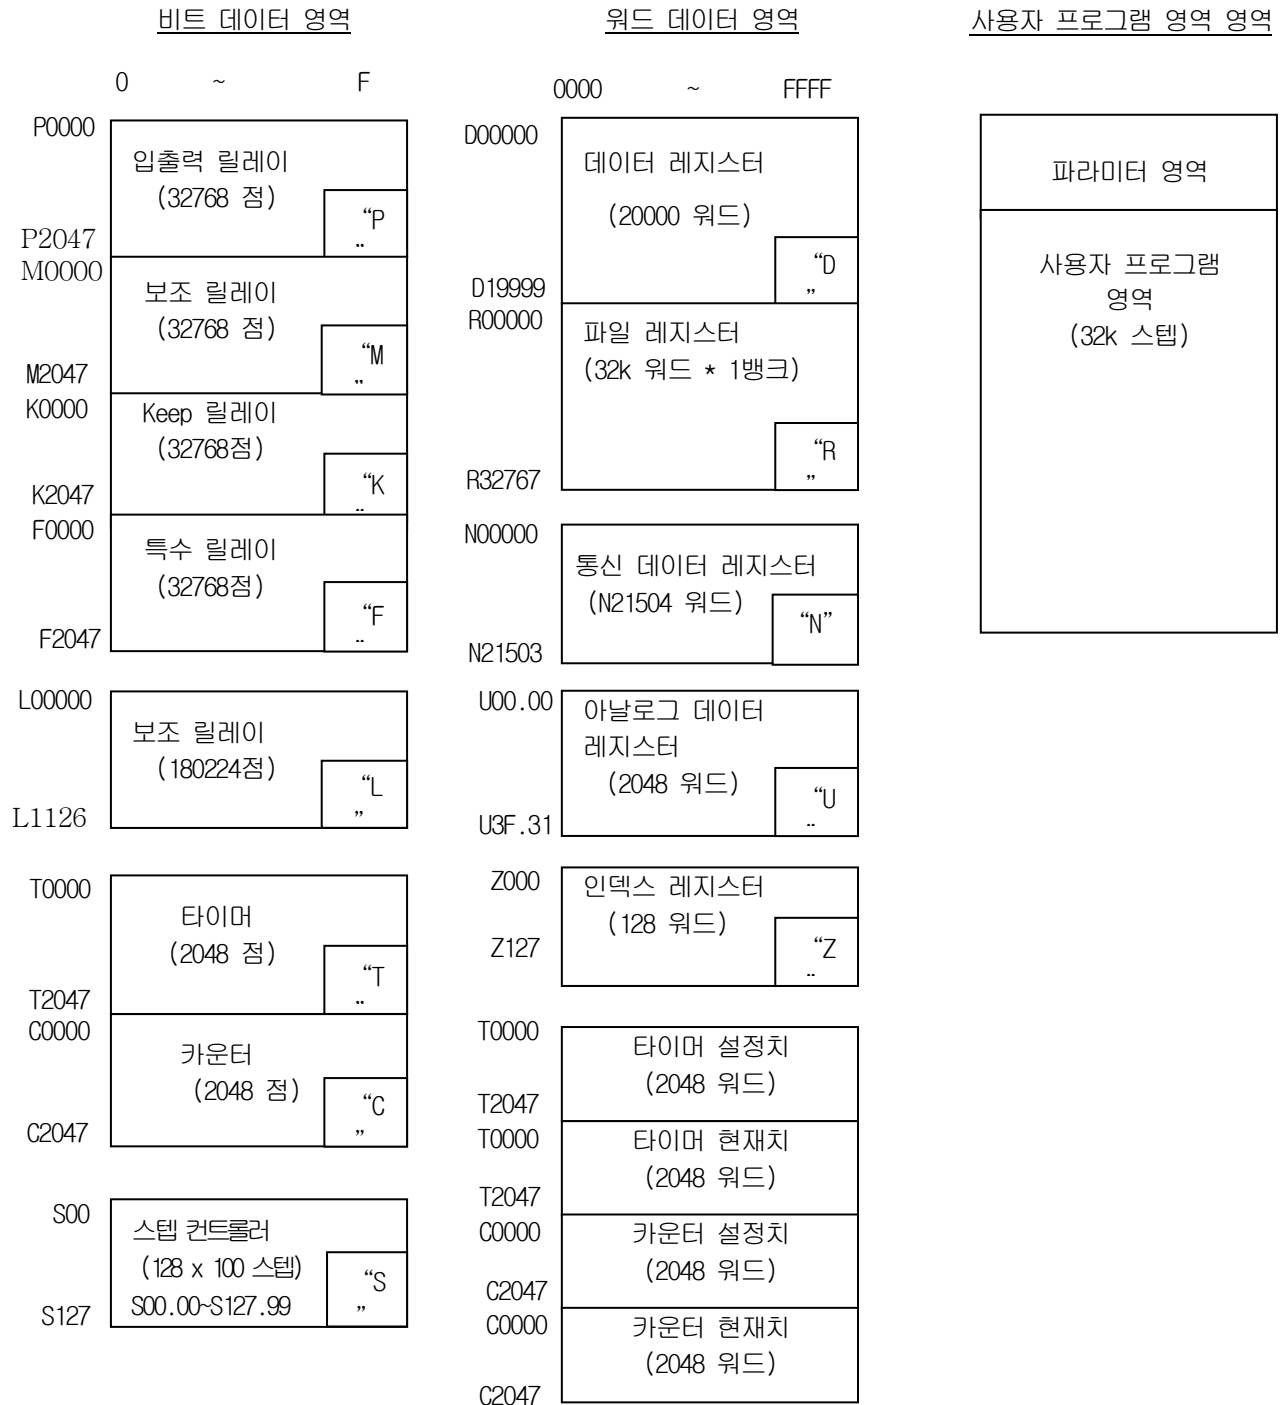 비트 데이터 영역
0 ~ F
P0000
입출력 릴레이
(32768 점)
“P
”
P2047
M0000
보조 릴레이
(32768 점)
“M
”
M2047
K0000
Keep 릴레이
(32768점)
“K
”
K2047
F0000
특수 릴레이
(32768점)
“F
”
F2047
L00000
보조 릴레이
(180224점)
“L
”
L1126
T0000
타이머
(2048 점)
“T
”
T2047
C0000
카운터
(2048 점)
“C
”
C2047
S00
스텝 컨트롤러
(128 x 100 스텝)
S00.00~S127.99
“S
”
S127
워드 데이터 영역
0000 ~ FFFF
D00000
데이터 레지스터
(20000 워드)
“D
”
D19999
R00000
파일 레지스터
(32k 워드 * 1뱅크)
“R
”
R32767
N00000
통신 데이터 레지스터
(N21504 워드)
“N”
N21503
U00.00
아날로그 데이터
레지스터
(2048 워드)
“U
”
U3F.31
Z000
인덱스 레지스터
(128 워드)
Z127
“Z
”
T0000
타이머 설정치
(2048 워드)
T2047
T0000
타이머 현재치
(2048 워드)
T2047
C0000
카운터 설정치
(2048 워드)
C2047
C0000
카운터 현재치
(2048 워드)
C2047
사용자 프로그램 영역 영역
파라미터 영역
사용자 프로그램
영역
(32k 스텝)